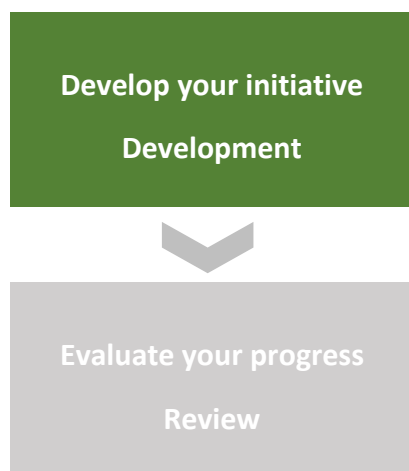 Develop your initiative
Development
Evaluate your progress
Review